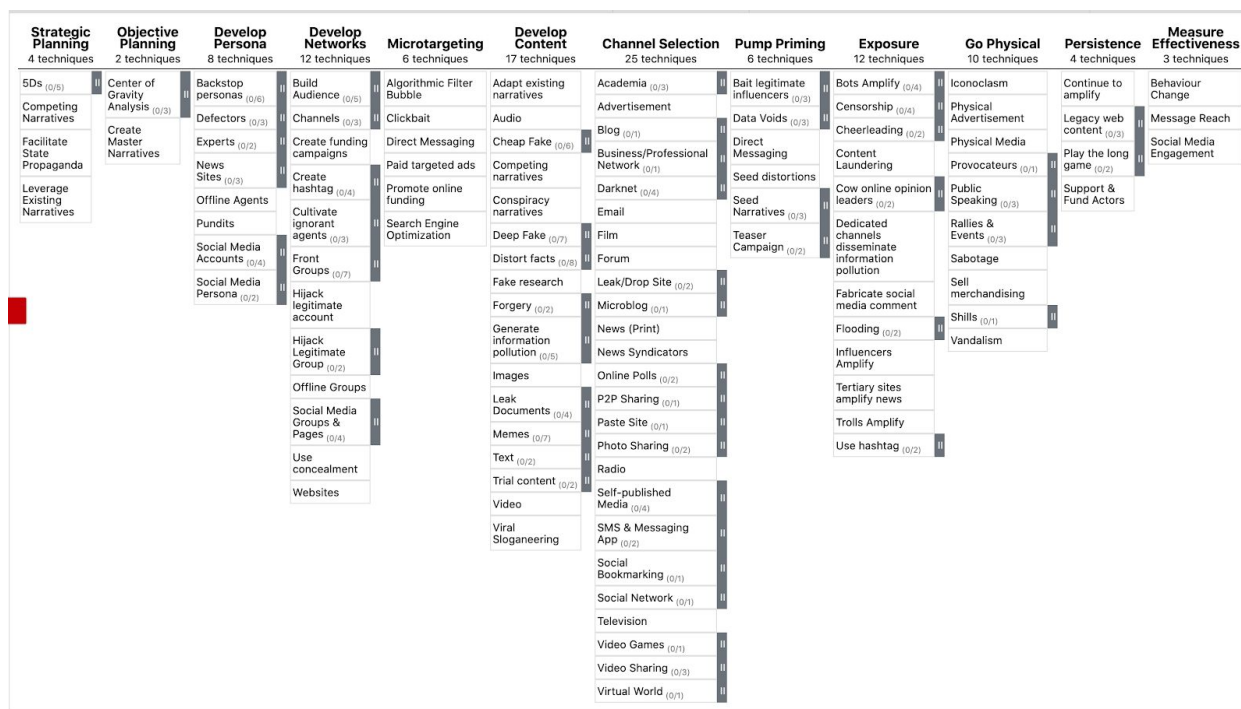 Strategic
Planning
4 techniques
5Ds (0/5)
Competing
Narratives
Facilitate
State
Propaganda
Leverage
Existing
Narratives
Objective
Planning
2 techniques
Center of
Gravity
Analysis (0/3)
Create
Master
Narratives
Develop
Persona
8 techniques
Backstop
personas (0/6)
Defectors (0/3)
Experts (0/2)
News
Sites (0/3)
Offline Agents
Pundits
Social Media
Accounts (0/4)
Social Media
Persona (0/2)
Develop
Networks
12 techniques
Build
Audience (0/5)
Channels (0/3)
Create funding
campaigns
Create
hashtag (0/4)
Cultivate
ignorant
agents (0/3)
Front
Groups (0/7)
Hijack
legitimate
account
Hijack
Legitimate
Group (0/2)
Offline Groups
Social Media
Groups &
Pages (0/4)
Use
concealment
Websites
Microtargeting
6 techniques
Algorithmic Filter
Bubble
Clickbait
Direct Messaging
Paid targeted ads
Promote online
funding
Search Engine
Optimization
Develop
Content
17 techniques
Adapt existing
narratives
Audio
Cheap Fake (0/6)
Competing
narratives
Conspiracy
narratives
Deep Fake (0/7)
Distort facts (0/8)
Fake research
Forgery (0/2)
Generate
information
pollution (0/5)
Images
Leak
Documents (0/4)
Memes (0/7)
Text (0/2)
Trial content (0/2)
Video
Viral
Sloganeering
Channel Selection
25 techniques
Academia (0/3)
Advertisement
Blog (0/1)
Business/Professional
Network (0/1)
Darknet (0/4)
Email
Film
Forum
Leak/Drop Site (0/2)
Microblog (0/1)
News (Print)
News Syndicators
Online Polls (0/2)
P2P Sharing (0/1)
Paste Site (0/1)
Photo Sharing (0/2)
Radio
Self-published
Media (0/4)
SMS & Messaging
App (0/2)
Social
Bookmarking (0/1)
Social Network (0/1)
Television
Video Games (0/1)
Video Sharing (0/3)
Virtual World (0/1)
Pump Priming
6 techniques
Bait legitimate
influencers (0/3)
Data Voids (0/3)
Direct
Messaging
Seed distortions
Seed
Narratives (0/3)
Teaser
Campaign (0/2)
Exposure
12 techniques
Bots Amplify (0/4)
Censorship (0/4)
Cheerleading (0/2)
Content
Laundering
Cow online opinion
leaders (0/2)
Dedicated
channels
disseminate
information
pollution
Fabricate social
media comment
Flooding (0/2)
Influencers
Amplify
Tertiary sites
amplify news
Trolls Amplify
Use hashtag (0/2)
Go Physical
10 techniques
Iconoclasm
Physical
Advertisement
Physical Media
Provocateurs (0/1)
Public
Speaking (0/3)
Rallies &
Events (0/3)
Sabotage
Sell
merchandising
Shills (0/1)
Vandalism
Persistence
4 techniques
Continue to
amplify
Legacy web
content (0/3)
Play the long
game (0/2)
Support &
Fund Actors
Measure
Effectiveness
3 techniques
Behaviour
Change
Message Reach
Social Media
Engagement